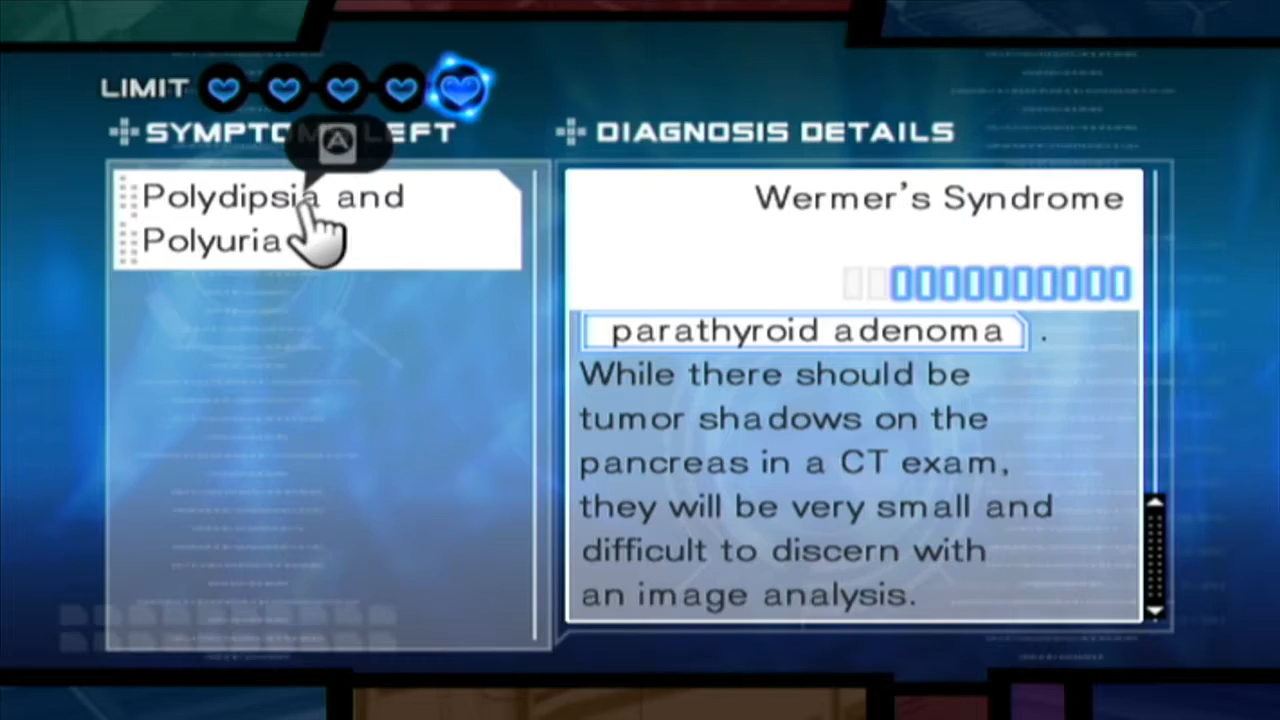 LIMIT
SYMPTO LEFT
A
DIAGNOSIS DETAILS
Polydipsia and
Polyuria
Wermer's Syndrome
parathyroid adenoma .
While there should be
tumor shadows on the
pancreas in a CT exam,
they will be very small and
difficult to discern with
an image analysis.